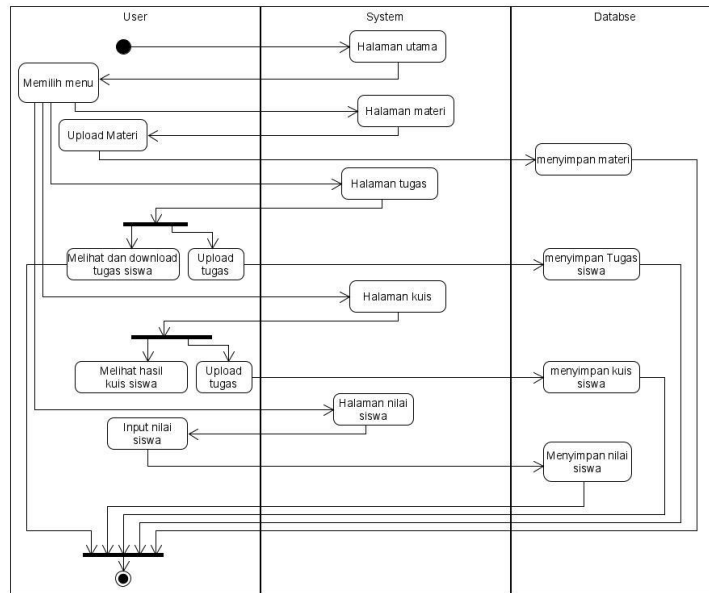 User
System
Databse
Halaman utama
Memilih menu
Halaman materi
Upload Materi
menyimpan materi
Halaman tugas
Melihat dan download
tugas siswa
Upload
tugas
menyimpan Tugas
siswa
Halaman kuis
Melihat hasil
kuis siswa
Upload
tugas
menyimpan kuis
siswa
Halaman nilai
siswa
Input nilai
siswa
Menyimpan nilai
siswa